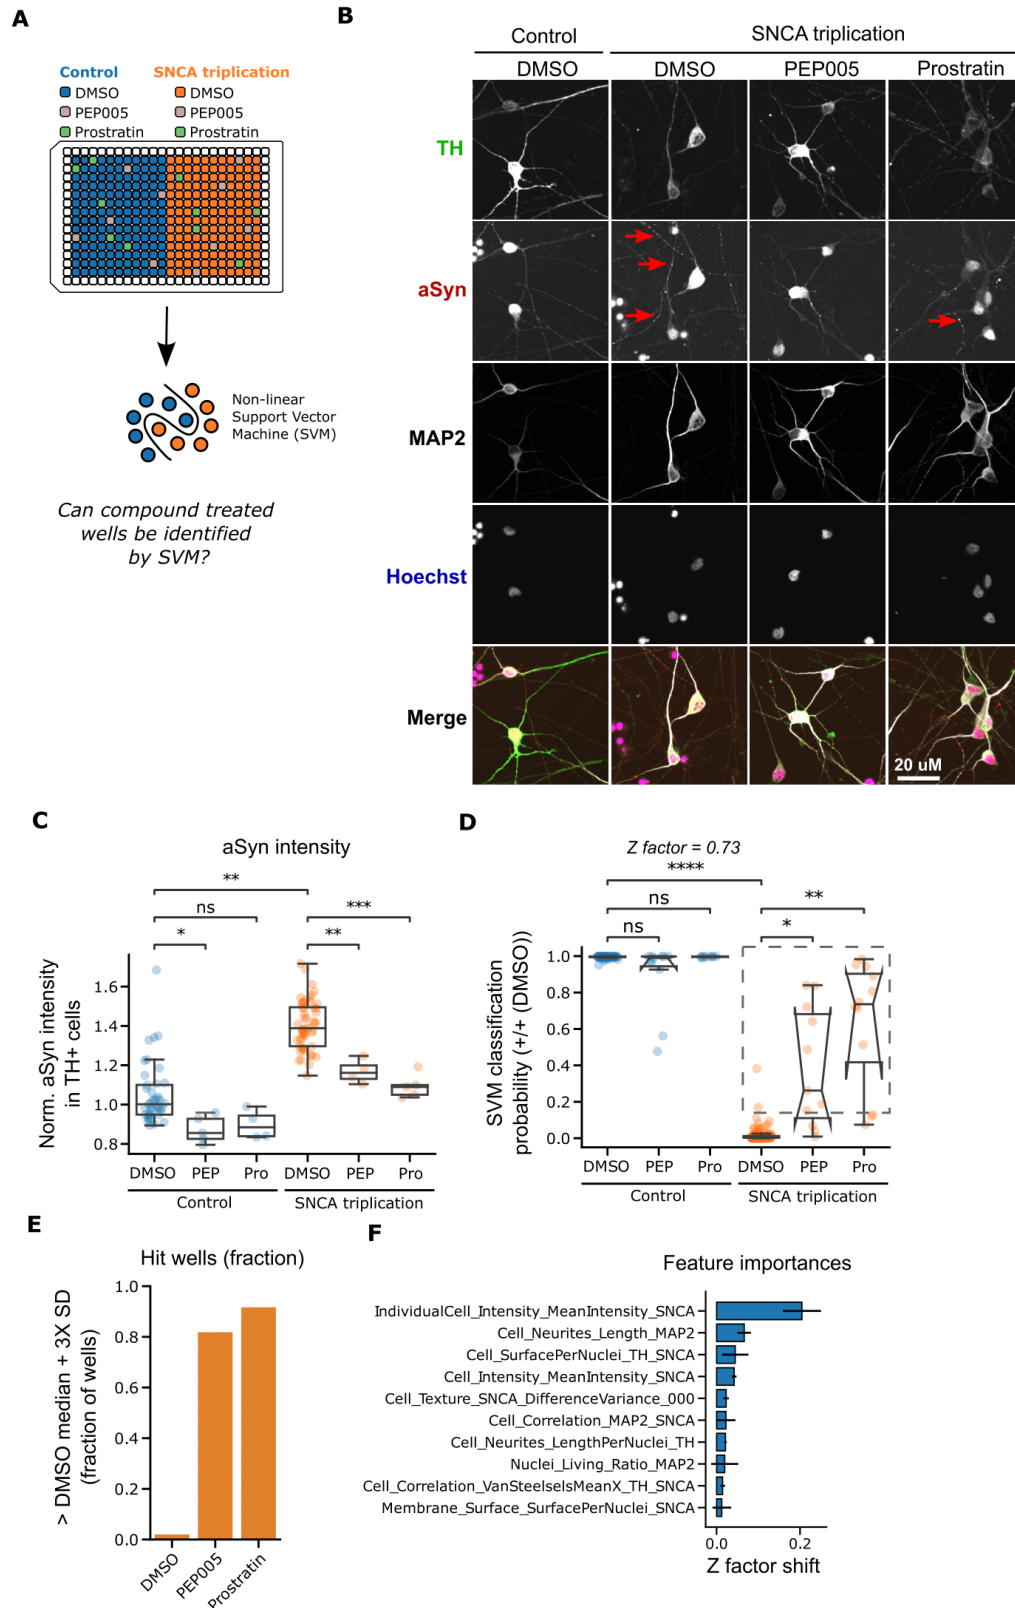 A
Control
SNCA triplication
DMSO
DMSO
PEP005
PEP005
Prostratin
Prostratin
Non-linear
Support Vector
Machine (SVM)
Can compound treated
wells be identified
by SVM?
B
Control
SNCA triplication
DMSO
DMSO
PEP005
Prostratin
TH
aSyn
MAP2
Hoechst
Merge
20 uM
C
aSyn intensity
**
ns
***
*
**
Norm. aSyn intensity
in TH+ cells
1.6
1.4
1.2
1.0
0.8
DMSO
PEP
Pro
DMSO
PEP
Pro
Control
SNCA triplication
D
Z factor = 0.73
****
ns
**
ns
*
SVM classification
probability (+/+ (DMSO))
1.0
0.8
0.6
0.4
0.2
0.0
DMSO
PEP
Pro
DMSO
PEP
Pro
Control
SNCA triplication
E
Hit wells (fraction)
> DMSO median + 3X SD
(fraction of wells)
1.0
0.8
0.6
0.4
0.2
0.0
DMSO
PEP005
Prostratin
F
Feature importances
IndividualCell_Intensity_MeanIntensity_SNCA
Cell_Neurites_Length_MAP2
Cell_SurfacePerNuclei_TH_SNCA
Cell_Intensity_MeanIntensity_SNCA
Cell_Texture_SNCA_DifferenceVariance_000
Cell_Correlation_MAP2_SNCA
Cell_Neurites_LengthPerNuclei_TH
Nuclei_Living_Ratio_MAP2
Cell_Correlation_VanSteelselsMeanX_TH_SNCA
Membrane_Surface_SurfacePerNuclei_SNCA
0.0
0.2
Z factor shift